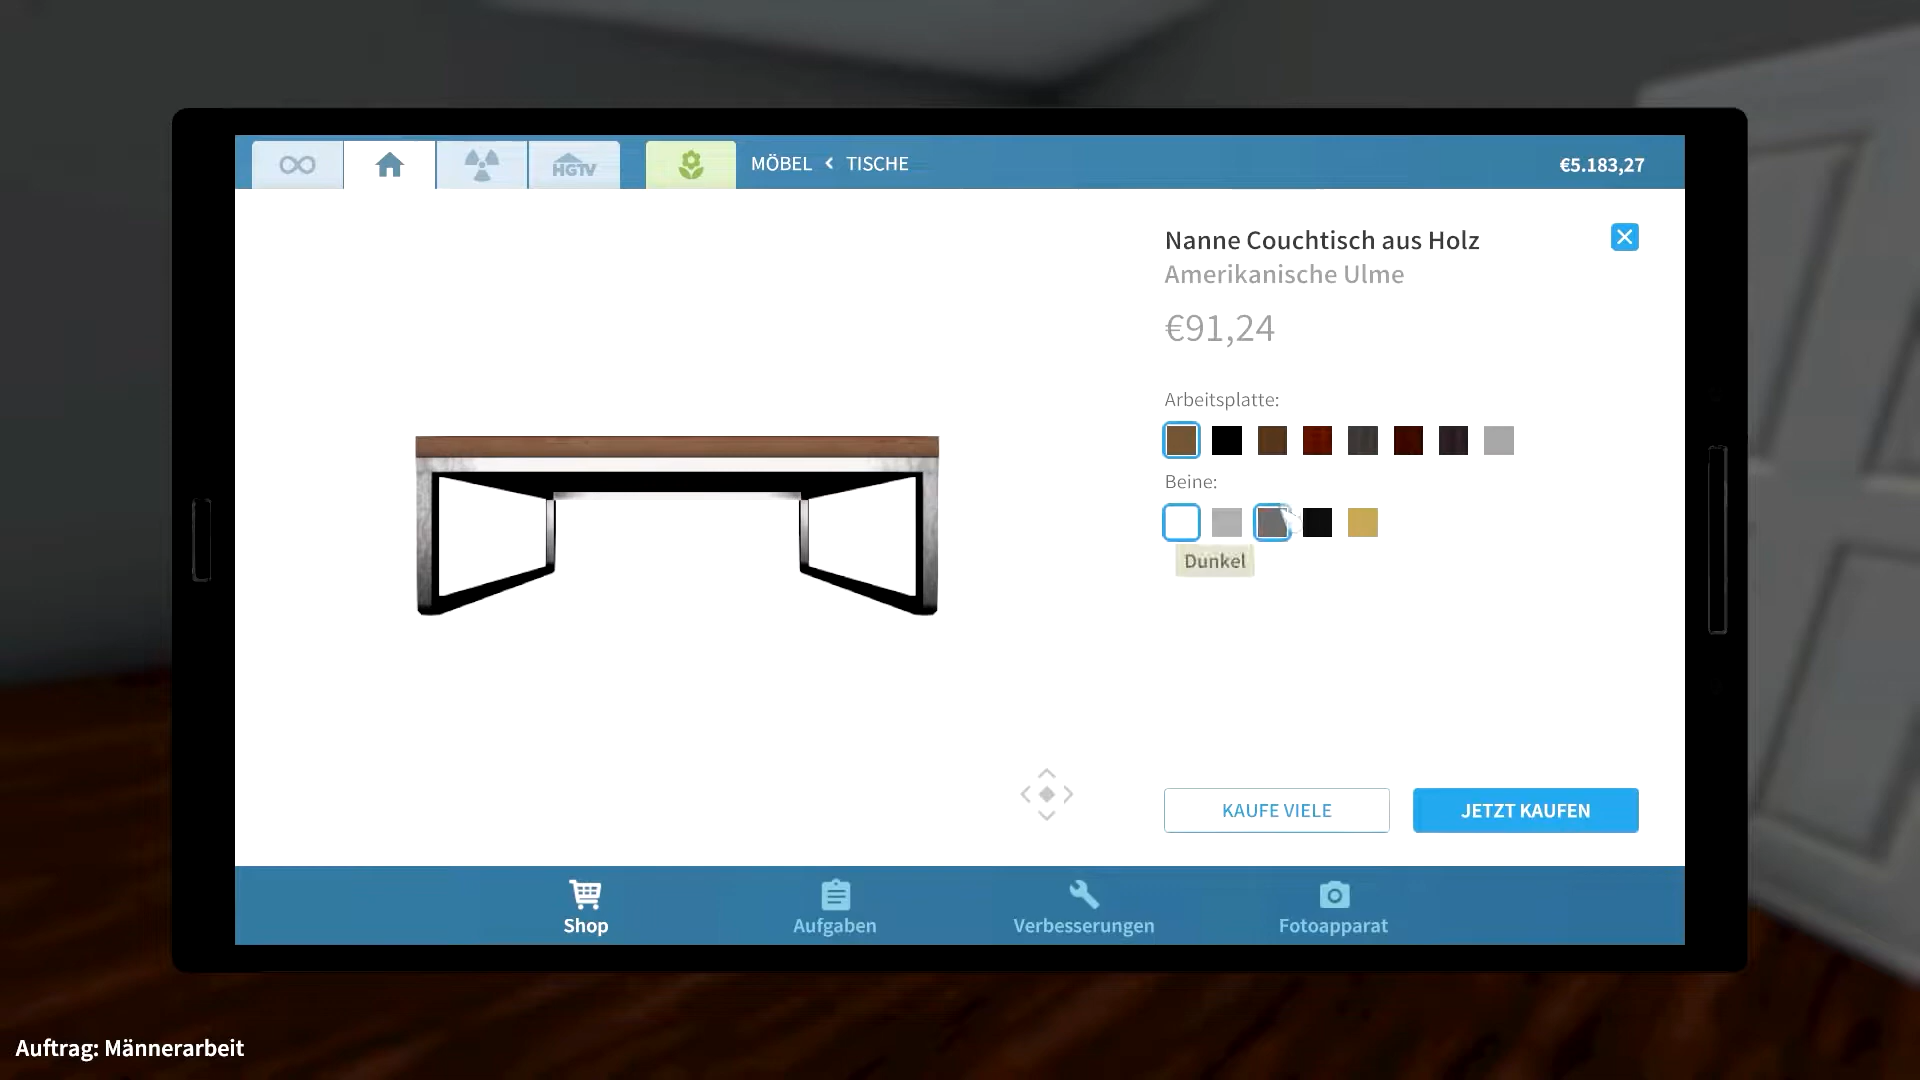 HGTV
MÖBEL < TISCHE
€5.183,27
Nanne Couchtisch aus Holz
Amerikanische Ulme
€91,24
Arbeitsplatte:
Beine:
Dunkel
KAUFE VIELE
JETZT KAUFEN
Shop
Aufgaben
Verbesserungen
Fotoapparat
Auftrag: Männerarbeit